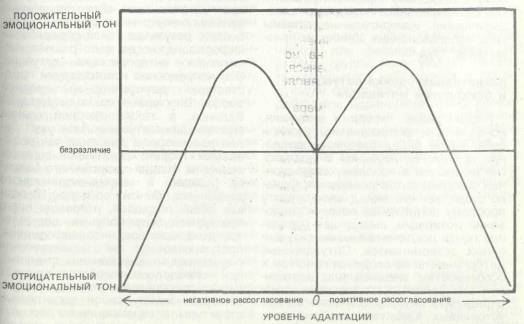 ПОЛОЖИТЕЛЬНЫЙ
ЭМОЦИОНАЛЬНЫЙ ТОН
безразличие
ОТРИЦАТЕЛЬНЫЙ
ЭМОЦИОНАЛЬНЫЙ ТОН
негативное рассогласование 0 позитивное рассогласование
УРОВЕНЬ АДАПТАЦИИ